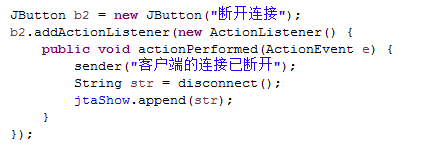 JButton b2 = new JButton("断开连接");
b2.addActionListener(new ActionListener() {
    public void actionPerformed(ActionEvent e) {
        sender("客户端的连接已断开");
        String str = disconnect();
        jtaShow.append(str);
    }
});